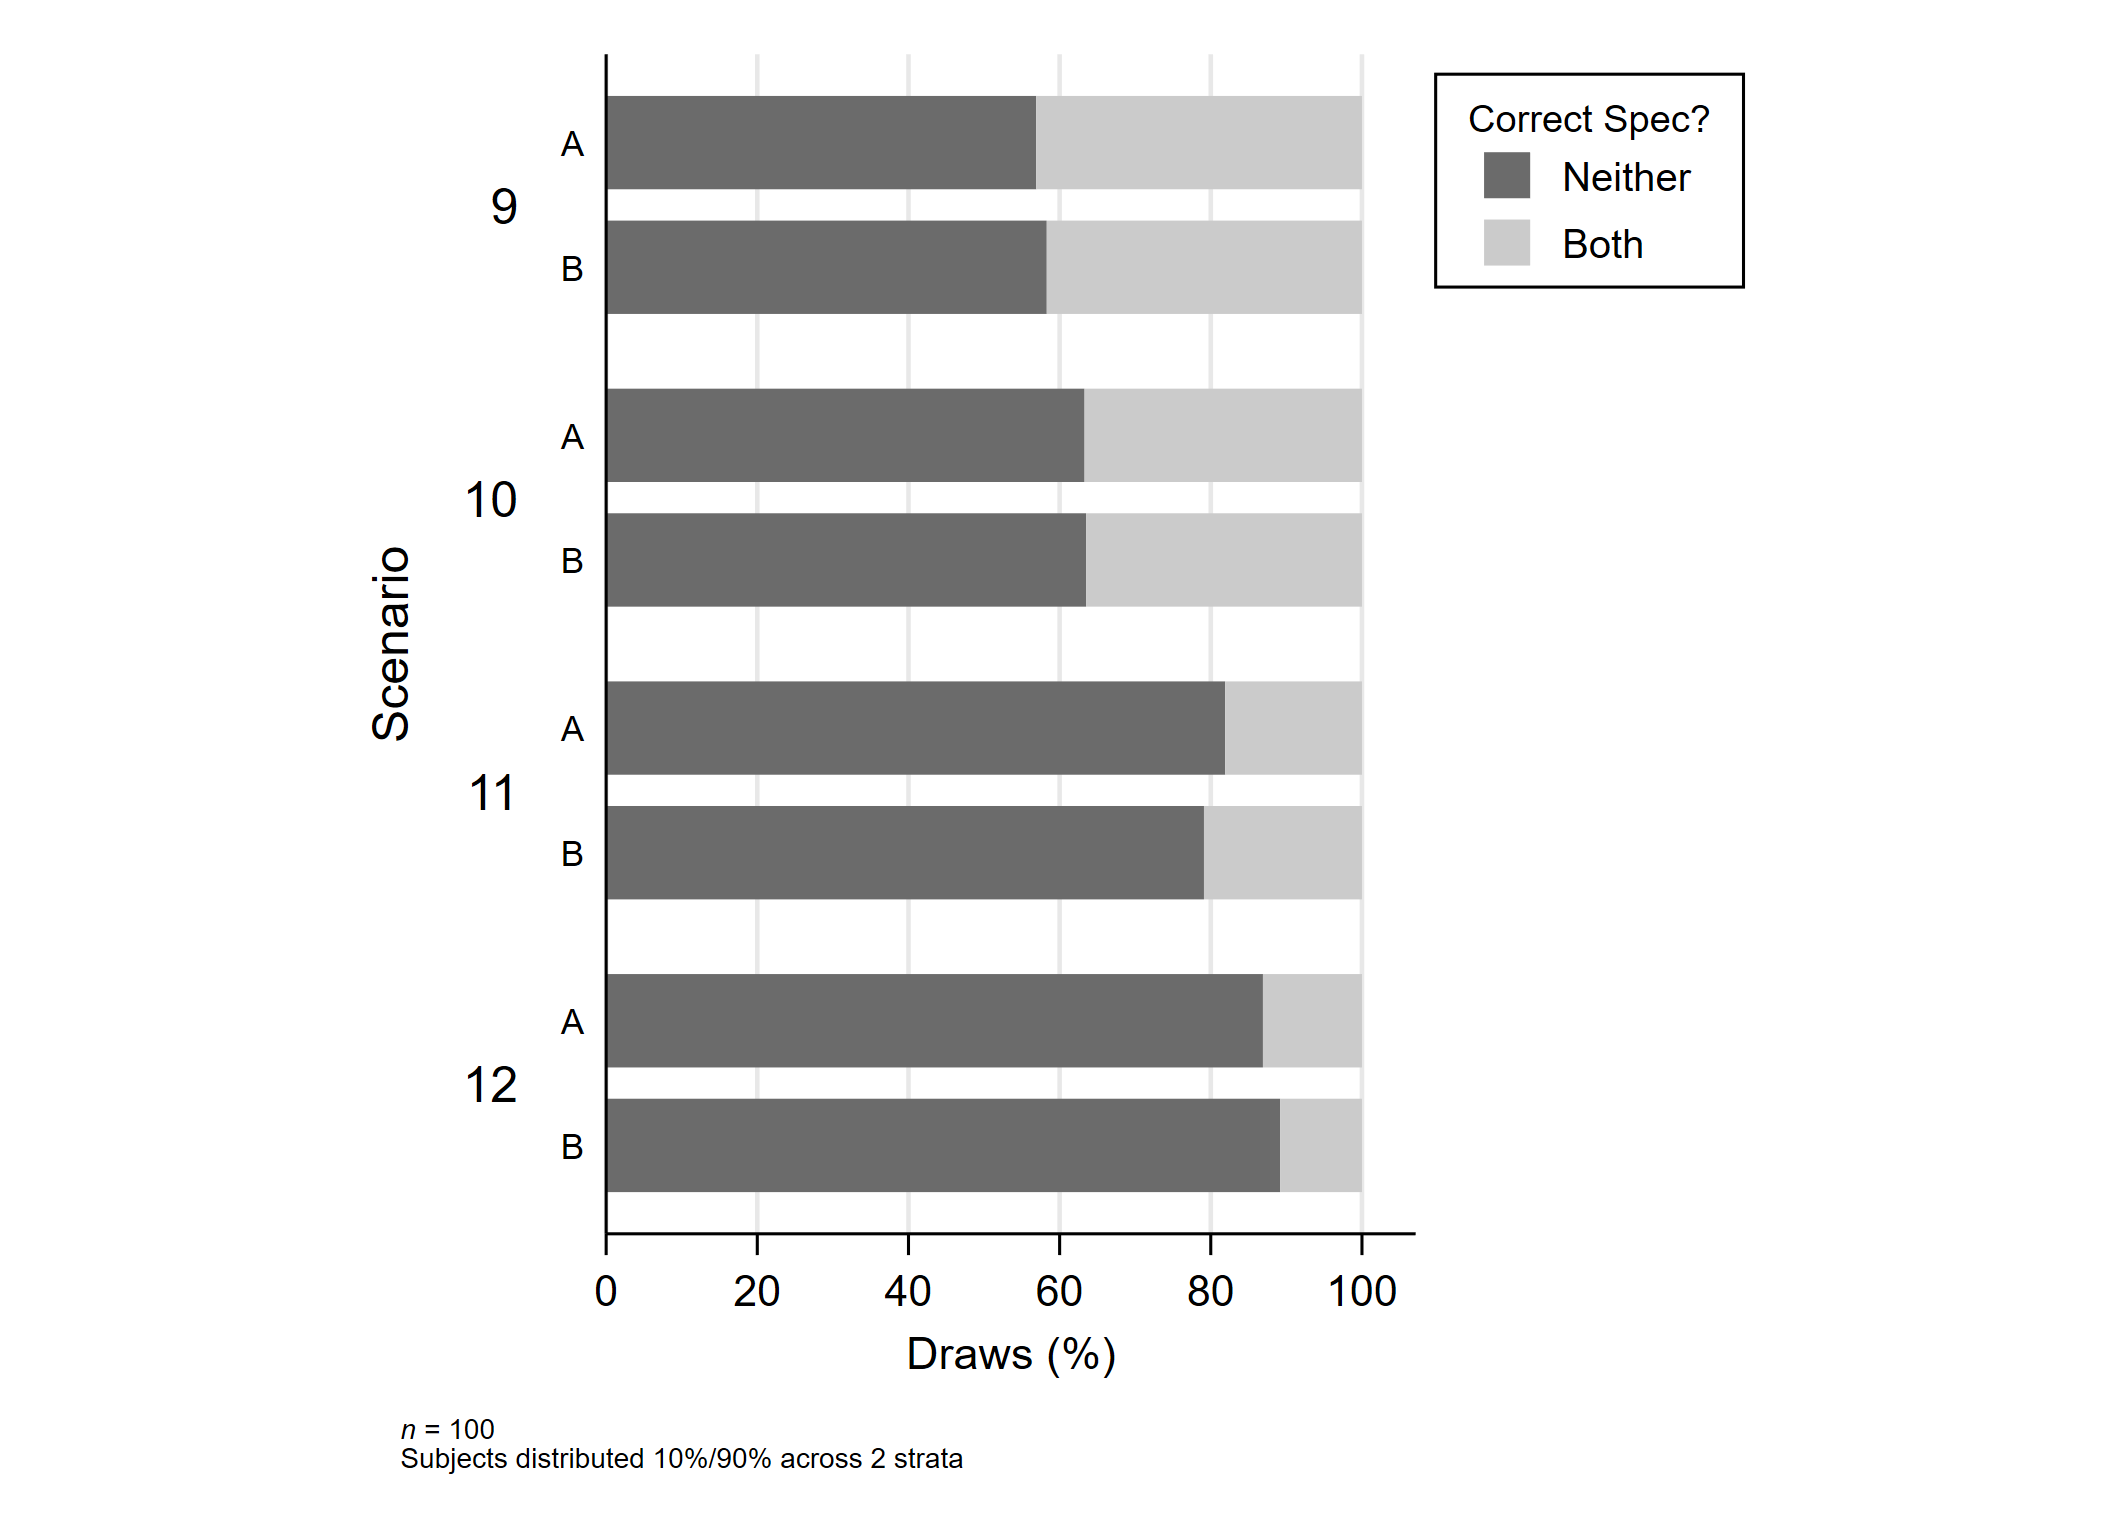 Correct Spec?
Neither
Both
Scenario
9
A
B
10
A
B
11
A
B
12
A
B
0 20 40 60 80 100
Draws (%)
n = 100
Subjects distributed 10%/90% across 2 strata